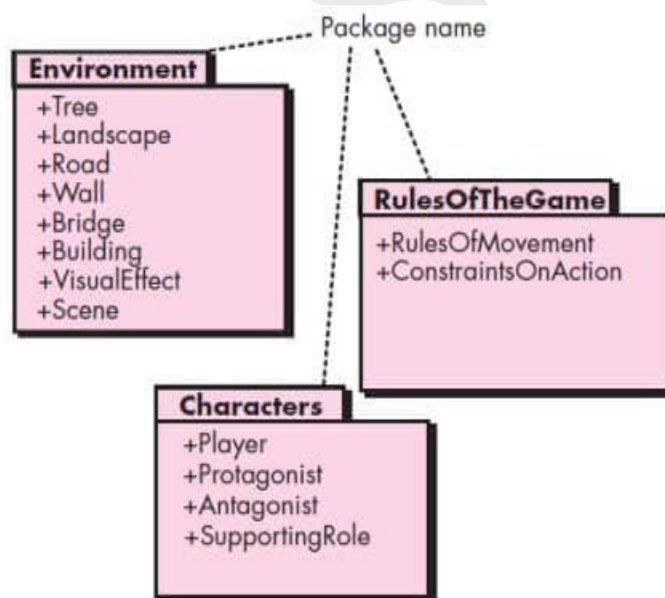 Package name
Environment
+Tree
+Landscape
+Road
+Wall
+Bridge
+Building
+VisualEffect
+Scene
RulesOfTheGame
+RulesOfMovement
+ConstraintsOnAction
Characters
+Player
+Protagonist
+Antagonist
+SupportingRole